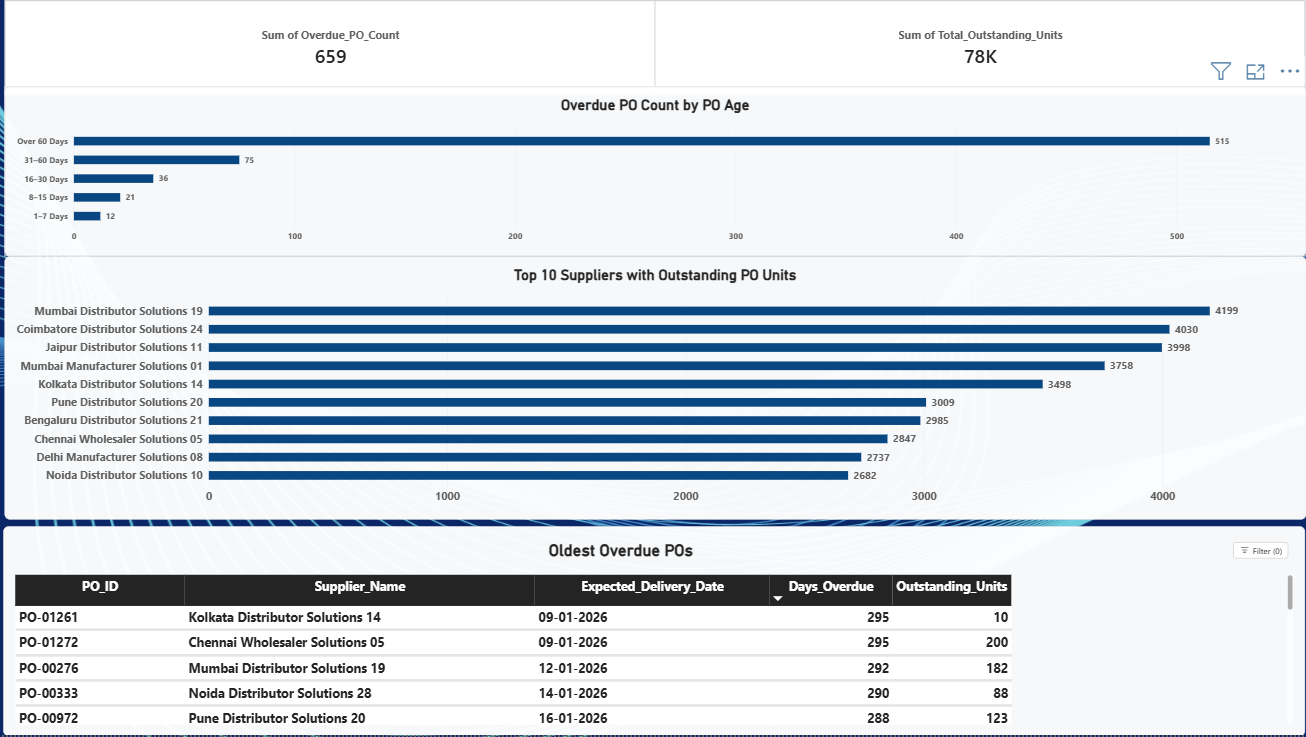 Sum of Overdue_PO_Count Sum of Total_Outstanding_Units
659 78K
Overdue PO Count by PO Age
Over 60 Days 515
31–60 Days 75
16–30 Days 36
8–15 Days 21
1–7 Days 12
0 100 200 300 400 500
Top 10 Suppliers with Outstanding PO Units
Mumbai Distributor Solutions 19 4199
Coimbatore Distributor Solutions 24 4030
Jaipur Distributor Solutions 11 3998
Mumbai Manufacturer Solutions 01 3758
Kolkata Distributor Solutions 14 3498
Pune Distributor Solutions 20 3009
Bengaluru Distributor Solutions 21 2985
Chennai Wholesaler Solutions 05 2847
Delhi Manufacturer Solutions 08 2737
Noida Distributor Solutions 10 2682
0 1000 2000 3000 4000
Oldest Overdue POs
Filter (0)
PO_ID Supplier_Name Expected_Delivery_Date Days_Overdue Outstanding_Units
PO-01261 Kolkata Distributor Solutions 14 09-01-2026 295 10
PO-01272 Chennai Wholesaler Solutions 05 09-01-2026 295 200
PO-00276 Mumbai Distributor Solutions 19 12-01-2026 292 182
PO-00333 Noida Distributor Solutions 28 14-01-2026 290 88
PO-00972 Pune Distributor Solutions 20 16-01-2026 288 123